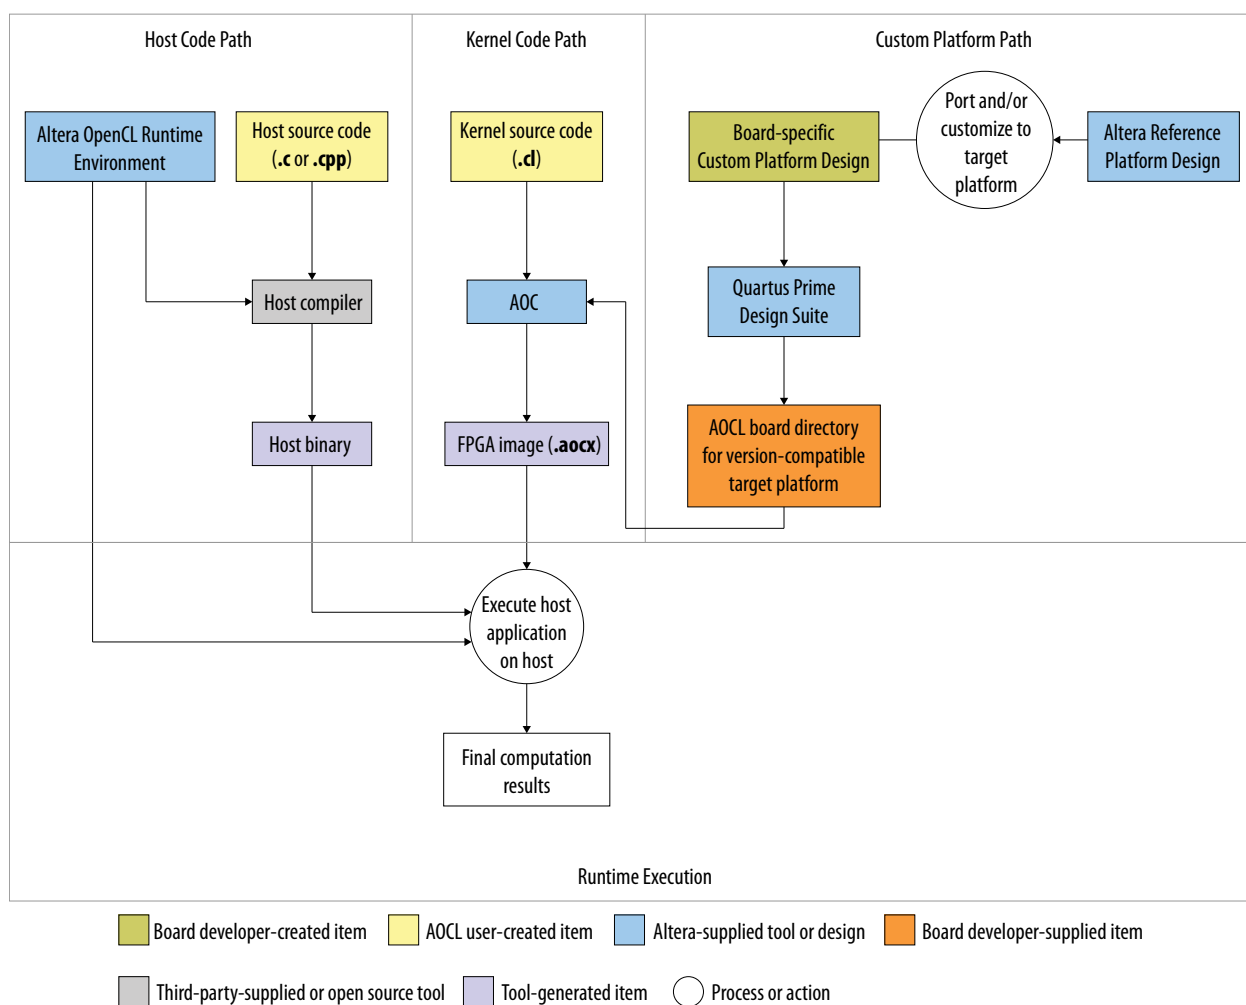 Host Code Path
Kernel Code Path
Custom Platform Path
Altera OpenCL Runtime
Environment
Host source code
(.c or .cpp)
Kernel source code
(.cl)
Board-specific
Custom Platform Design
Port and/or
customize to
target
platform
Altera Reference
Platform Design
Host compiler
AOC
Quartus Prime
Design Suite
Host binary
FPGA image (.aocx)
AOCL board directory
for version-compatible
target platform
Execute host
application
on host
Final computation
results
Runtime Execution
Board developer-created item
AOCL user-created item
Altera-supplied tool or design
Board developer-supplied item
Third-party-supplied or open source tool
Tool-generated item
Process or action